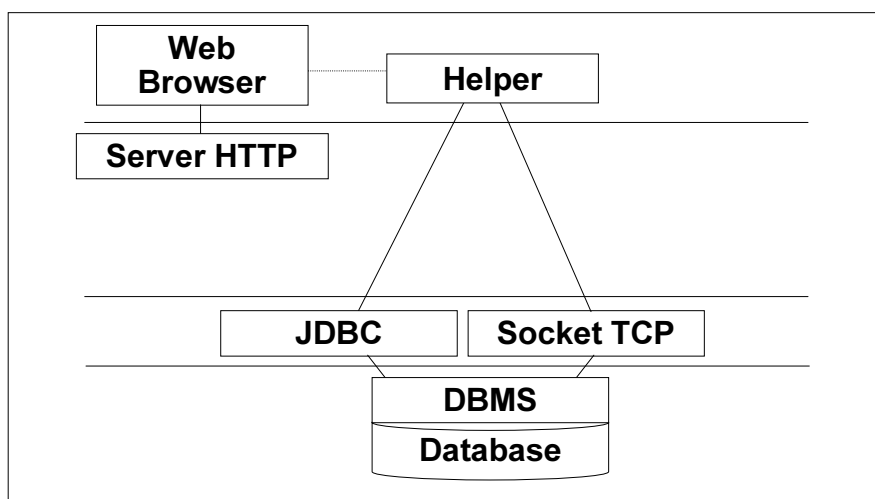 Web
Browser
Helper
Server HTTP
JDBC
Socket TCP
DBMS
Database